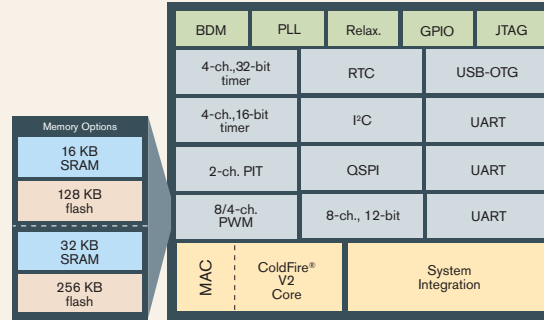 BDM
PLL
Relax.
GPIO
JTAG
4-ch.,32-bit
timer
RTC
USB-OTG
4-ch.,16-bit
timer
I²C
UART
2-ch. PIT
QSPI
UART
8/4-ch.
PWM
8-ch., 12-bit
UART
MAC
ColdFire®
V2
Core
System
Integration
Memory Options
16 KB
SRAM
128 KB
flash
32 KB
SRAM
256 KB
flash